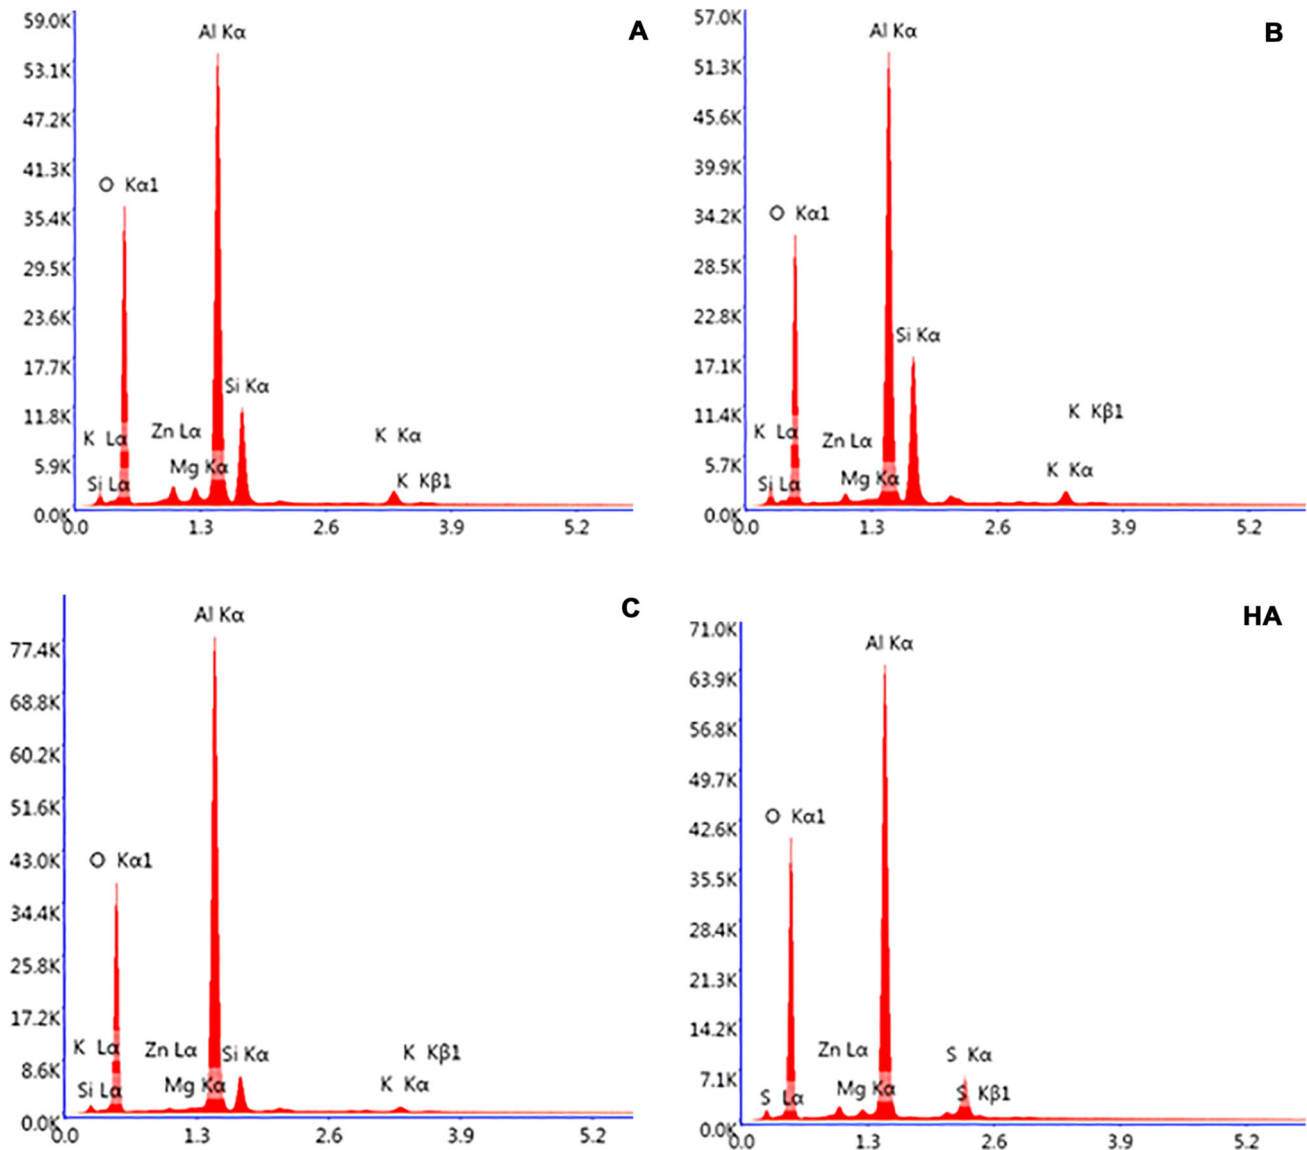 A
59.0K
53.1K
47.2K
41.3K
35.4K
29.5K
23.6K
17.7K
11.8K
5.9K
0.0K
Al Kα
O Kα1
Si Kα
K Lα
Zn Lα
K Kα
Mg Kα
Si Lα
K Kβ1
0.0 1.3 2.6 3.9 5.2
B
57.0K
51.3K
45.6K
39.9K
34.2K
28.5K
22.8K
17.1K
11.4K
5.7K
0.0K
Al Kα
O Kα1
Si Kα
K Kβ1
K Lα
Zn Lα
K Kα
Mg Kα
Si Lα
0.0 1.3 2.6 3.9 5.2
C
77.4K
68.8K
60.2K
51.6K
43.0K
34.4K
25.8K
17.2K
8.6K
0.0K
Al Kα
O Kα1
K Lα
Zn Lα
Si Kα
K Kβ1
Si Lα
Mg Kα
K Kα
0.0 1.3 2.6 3.9 5.2
HA
71.0K
63.9K
56.8K
49.7K
42.6K
35.5K
28.4K
21.3K
14.2K
7.1K
0.0K
Al Kα
O Kα1
Zn Lα
S Kα
S Lα
Mg Kα
S Kβ1
0.0 1.3 2.6 3.9 5.2